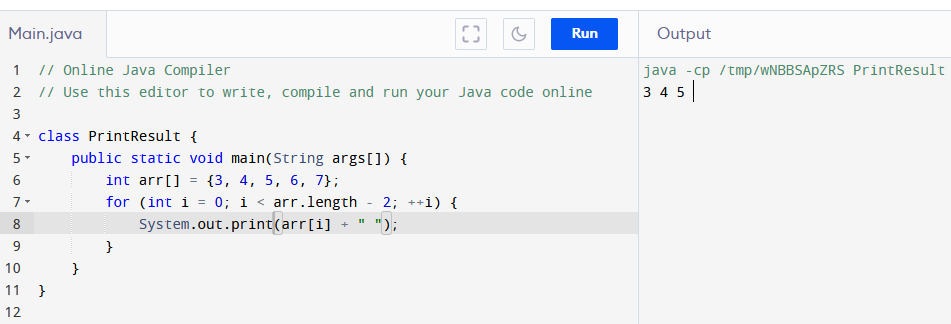 Main.java
Run
Output
1 // Online Java Compiler
2 // Use this editor to write, compile and run your Java code online
3
4 class PrintResult {
5     public static void main(String args[]) {
6         int arr[] = {3, 4, 5, 6, 7};
7         for (int i = 0; i < arr.length - 2; ++i) {
8             System.out.print(arr[i] + " ");
9         }
10     }
11 }
12
java -cp /tmp/wNBBSApZRS PrintResult
3 4 5